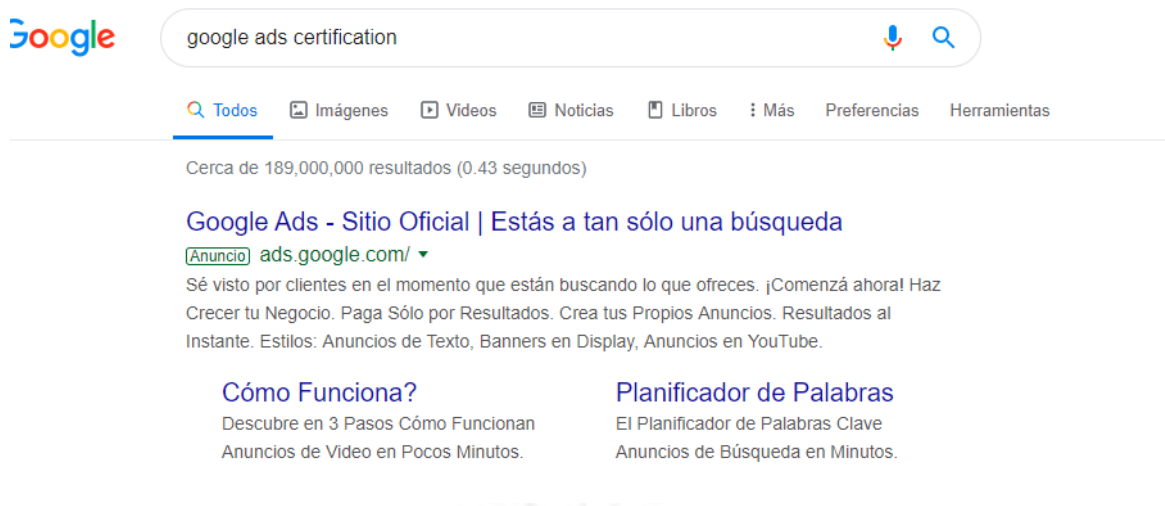 Google
google ads certification
Todos Imágenes Videos Noticias Libros Más Preferencias Herramientas
Cerca de 189,000,000 resultados (0.43 segundos)
Google Ads - Sitio Oficial | Estás a tan sólo una búsqueda
Anuncio ads.google.com/
Sé visto por clientes en el momento que están buscando lo que ofreces. ¡Comenzá ahora! Haz
Crecer tu Negocio. Paga Sólo por Resultados. Crea tus Propios Anuncios. Resultados al
Instante. Estilos: Anuncios de Texto, Banners en Display, Anuncios en YouTube.
Cómo Funciona?
Descubre en 3 Pasos Cómo Funcionan
Anuncios de Video en Pocos Minutos.
Planificador de Palabras
El Planificador de Palabras Clave
Anuncios de Búsqueda en Minutos.